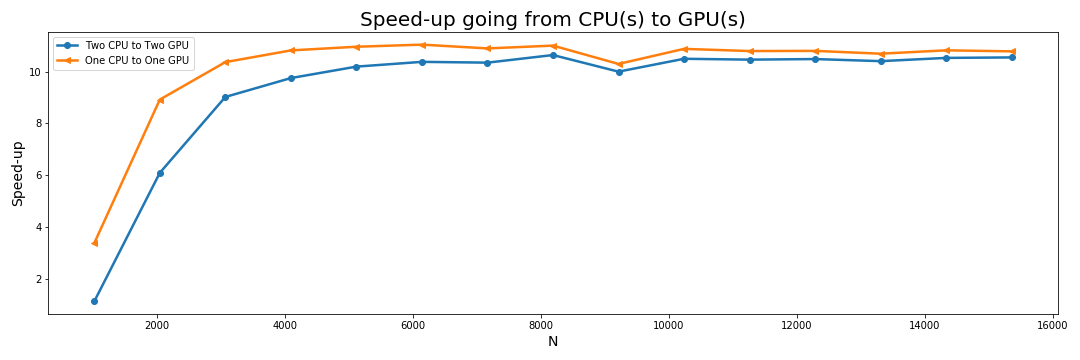 Speed-up going from CPU(s) to GPU(s)
Two CPU to Two GPU
One CPU to One GPU
Speed-up
10
8
6
4
2
2000 4000 6000 8000 10000 12000 14000 16000
N